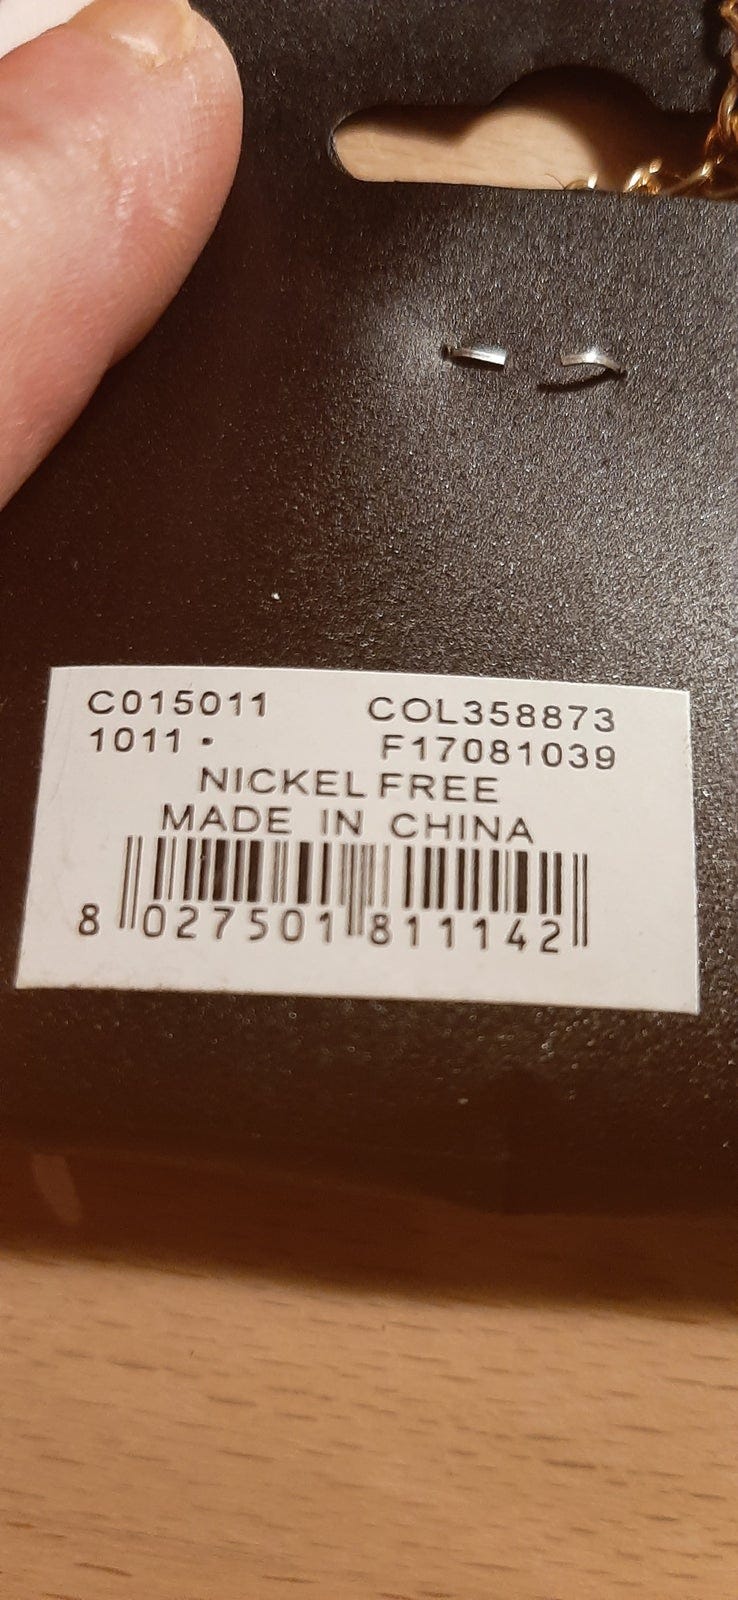 C015011 COL358873
1011 • F17081039
NICKEL FREE
MADE IN CHINA
8 027501 811142